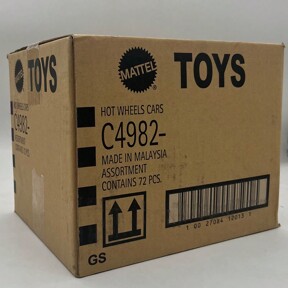 MATTEL TOYS
HOT WHEELS CARS
C4982-
MADE IN MALAYSIA
ASSORTMENT
CONTAINS 72 PCS.
GS
TOYS
C4982-